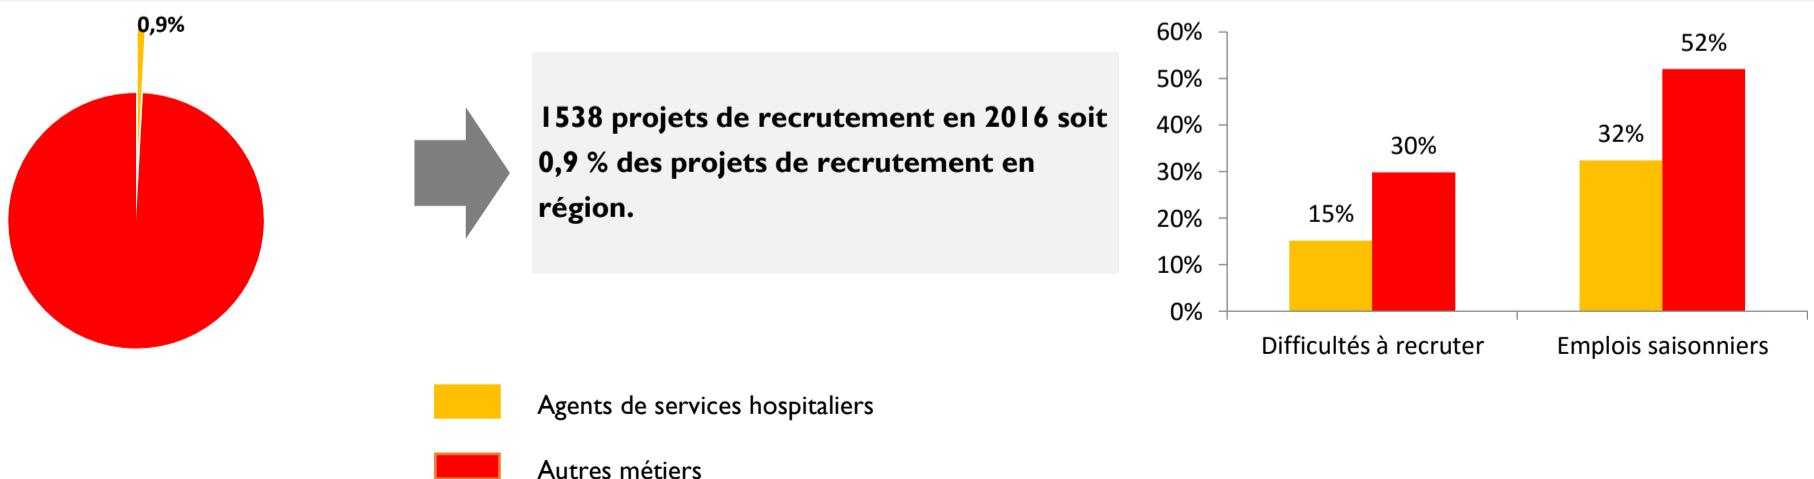 0,9%
1538 projets de recrutement en 2016 soit
0,9 % des projets de recrutement en
région.
60%
50%
40%
30%
20%
10%
0%
15%
30%
32%
52%
Difficultés à recruter
Emplois saisonniers
Agents de services hospitaliers
Autres métiers